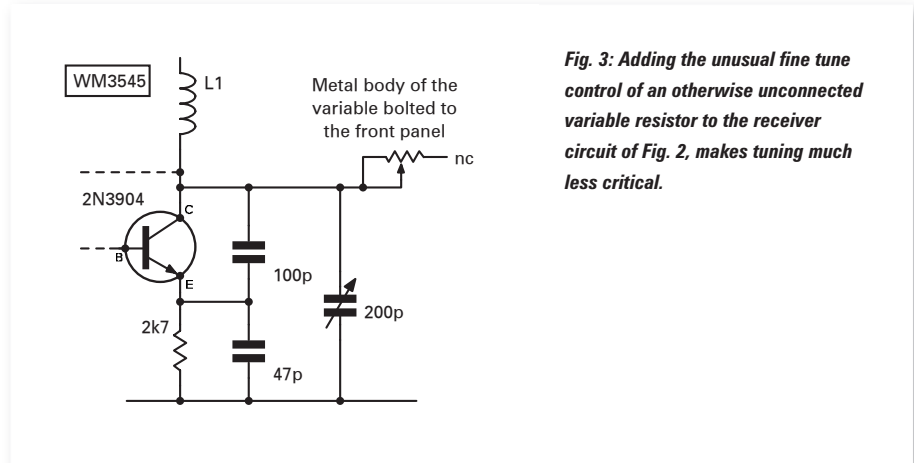 WM3545
L1
Metal body of the
variable bolted to
the front panel
nc
2N3904
C
B
E
100p
200p
2k7
47p
Fig. 3: Adding the unusual fine tune
control of an otherwise unconnected
variable resistor to the receiver
circuit of Fig. 2, makes tuning much
less critical.